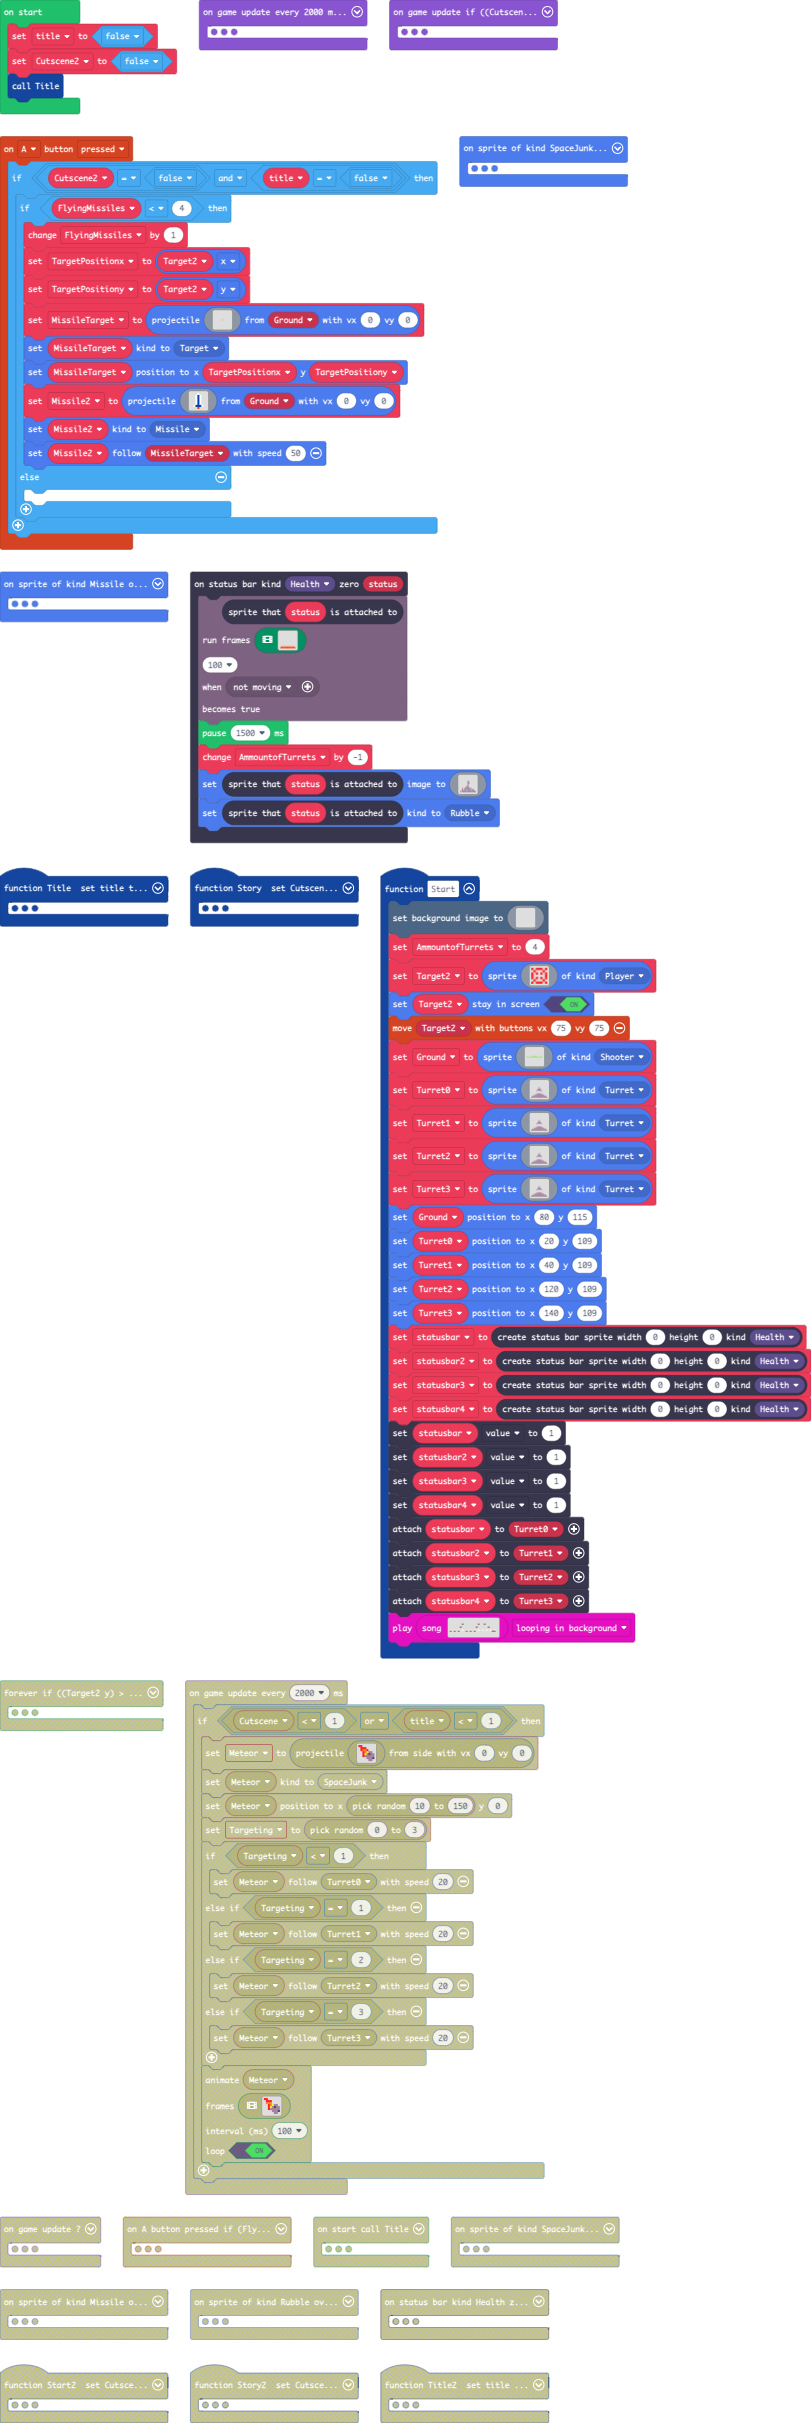 on start
set title to false
set Cutscene2 to false
call Title
on game update every 2000 m...
on game update if ((Cutscen...
on A button pressed
if Cutscene2 = false and title = false then
if FlyingMissiles < 4 then
change FlyingMissiles by 1
set TargetPositionx to Target2 x
set TargetPositiony to Target2 y
set MissileTarget to projectile from Ground with vx 0 vy 0
set MissileTarget kind to Target
set MissileTarget position to x TargetPositionx y TargetPositiony
set Missile2 to projectile from Ground with vx 0 vy 0
set Missile2 kind to Missile
set Missile2 follow MissileTarget with speed 50
else
on sprite of kind SpaceJunk...
on sprite of kind Missile o...
on status bar kind Health zero status
sprite that status is attached to
run frames
100
when not moving
becomes true
pause 1500 ms
change AmmountofTurrets by -1
set sprite that status is attached to image to
set sprite that status is attached to kind to Rubble
function Title set title t...
function Story set Cutscen...
function Start
set background image to
set AmmountofTurrets to 4
set Target2 to sprite of kind Player
set Target2 stay in screen ON
move Target2 with buttons vx 75 vy 75
set Ground to sprite of kind Shooter
set Turret0 to sprite of kind Turret
set Turret1 to sprite of kind Turret
set Turret2 to sprite of kind Turret
set Turret3 to sprite of kind Turret
set Ground position to x 80 y 115
set Turret0 position to x 20 y 109
set Turret1 position to x 40 y 109
set Turret2 position to x 120 y 109
set Turret3 position to x 140 y 109
set statusbar to create status bar sprite width 0 height 0 kind Health
set statusbar2 to create status bar sprite width 0 height 0 kind Health
set statusbar3 to create status bar sprite width 0 height 0 kind Health
set statusbar4 to create status bar sprite width 0 height 0 kind Health
set statusbar value to 1
set statusbar2 value to 1
set statusbar3 value to 1
set statusbar4 value to 1
attach statusbar to Turret0
attach statusbar2 to Turret1
attach statusbar3 to Turret2
attach statusbar4 to Turret3
play song looping in background
forever if ((Target2 y) > ...
on game update every 2000 ms
if Cutscene < 1 or title < 1 then
set Meteor to projectile from side with vx 0 vy 0
set Meteor kind to SpaceJunk
set Meteor position to x pick random 10 to 150 y 0
set Targeting to pick random 0 to 3
if Targeting < 1 then
set Meteor follow Turret0 with speed 20
else if Targeting = 1 then
set Meteor follow Turret1 with speed 20
else if Targeting = 2 then
set Meteor follow Turret2 with speed 20
else if Targeting = 3 then
set Meteor follow Turret3 with speed 20
animate Meteor
frames
interval (ms) 100
loop ON
on game update ?
on A button pressed if (Fly...
on start call Title
on sprite of kind SpaceJunk...
on sprite of kind Missile o...
on sprite of kind Rubble ov...
on status bar kind Health z...
function Start2 set Cutsce...
function Story2 set Cutsce...
function Title2 set title ...